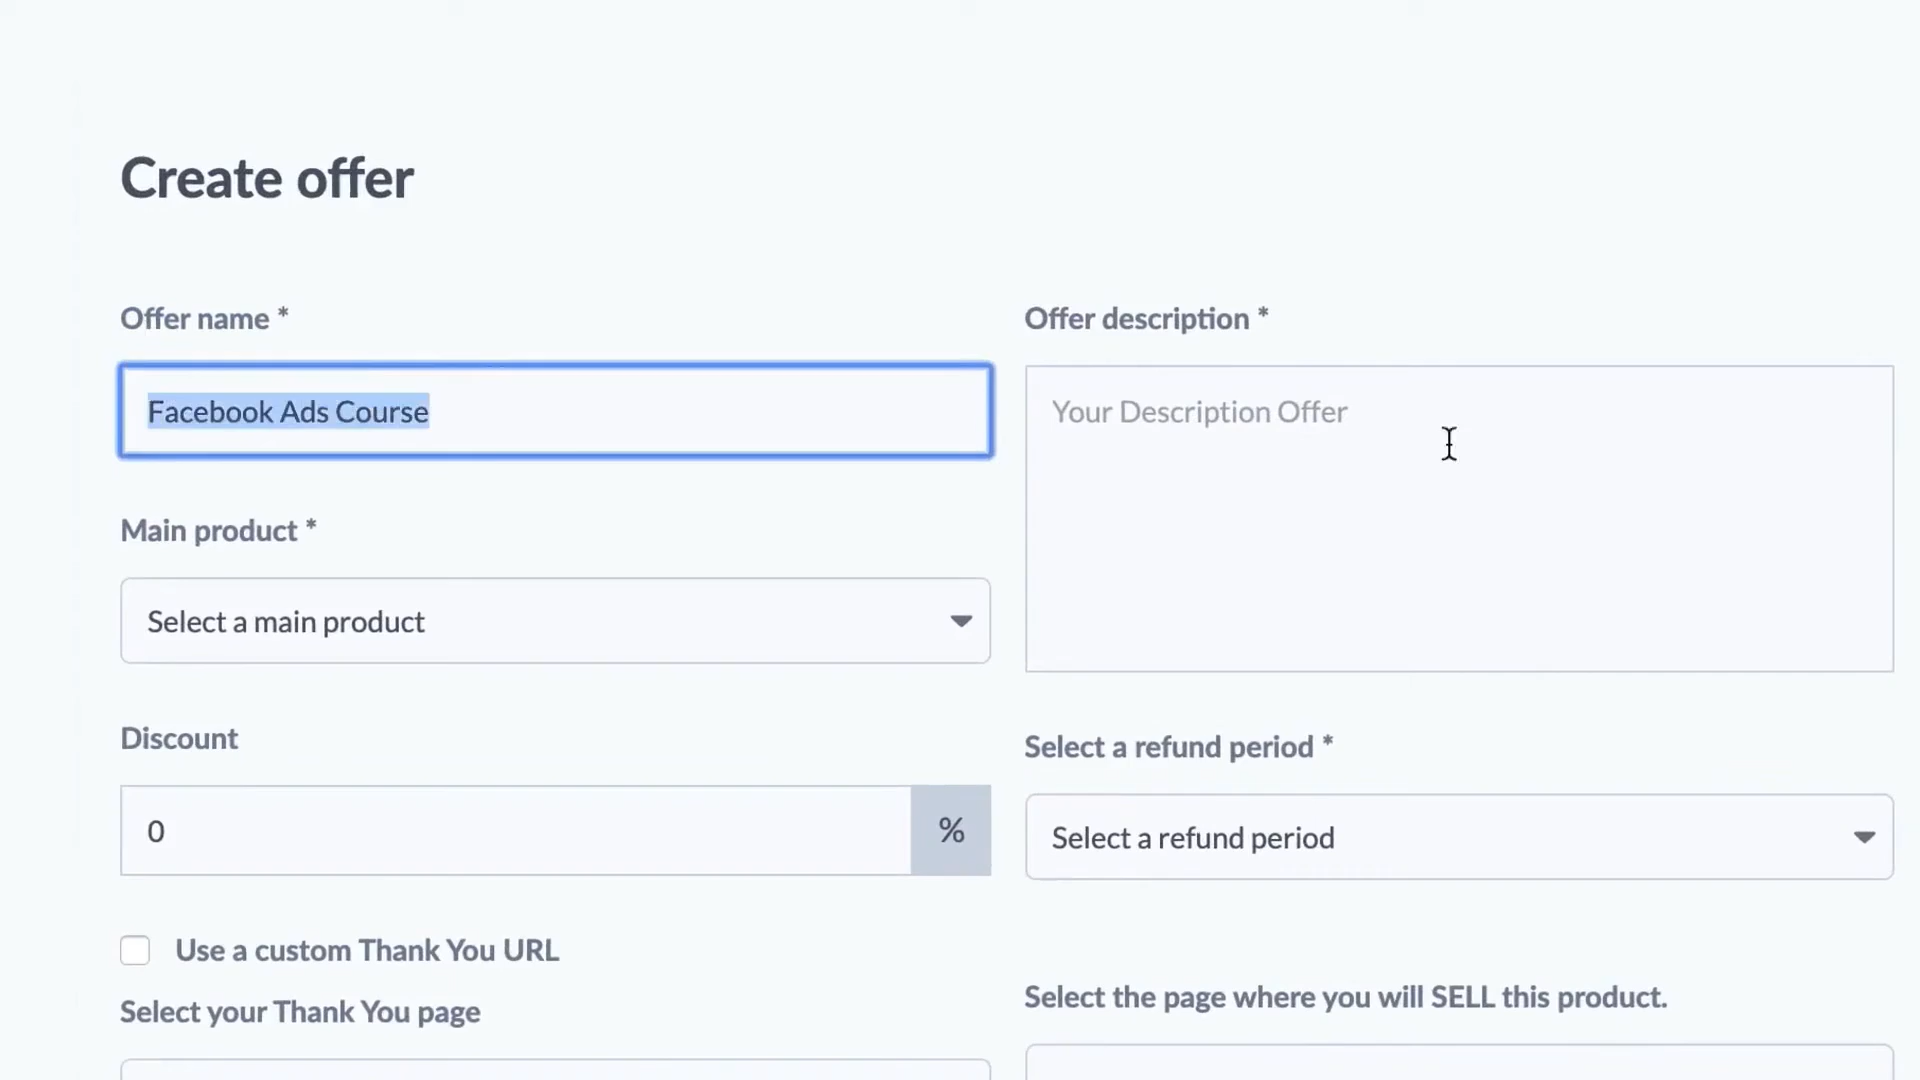 Create offer
Offer name *
Facebook Ads Course
Offer description *
Your Description Offer
Main product *
Select a main product
Discount
0
%
Select a refund period *
Select a refund period
Use a custom Thank You URL
Select your Thank You page
Select the page where you will SELL this product.